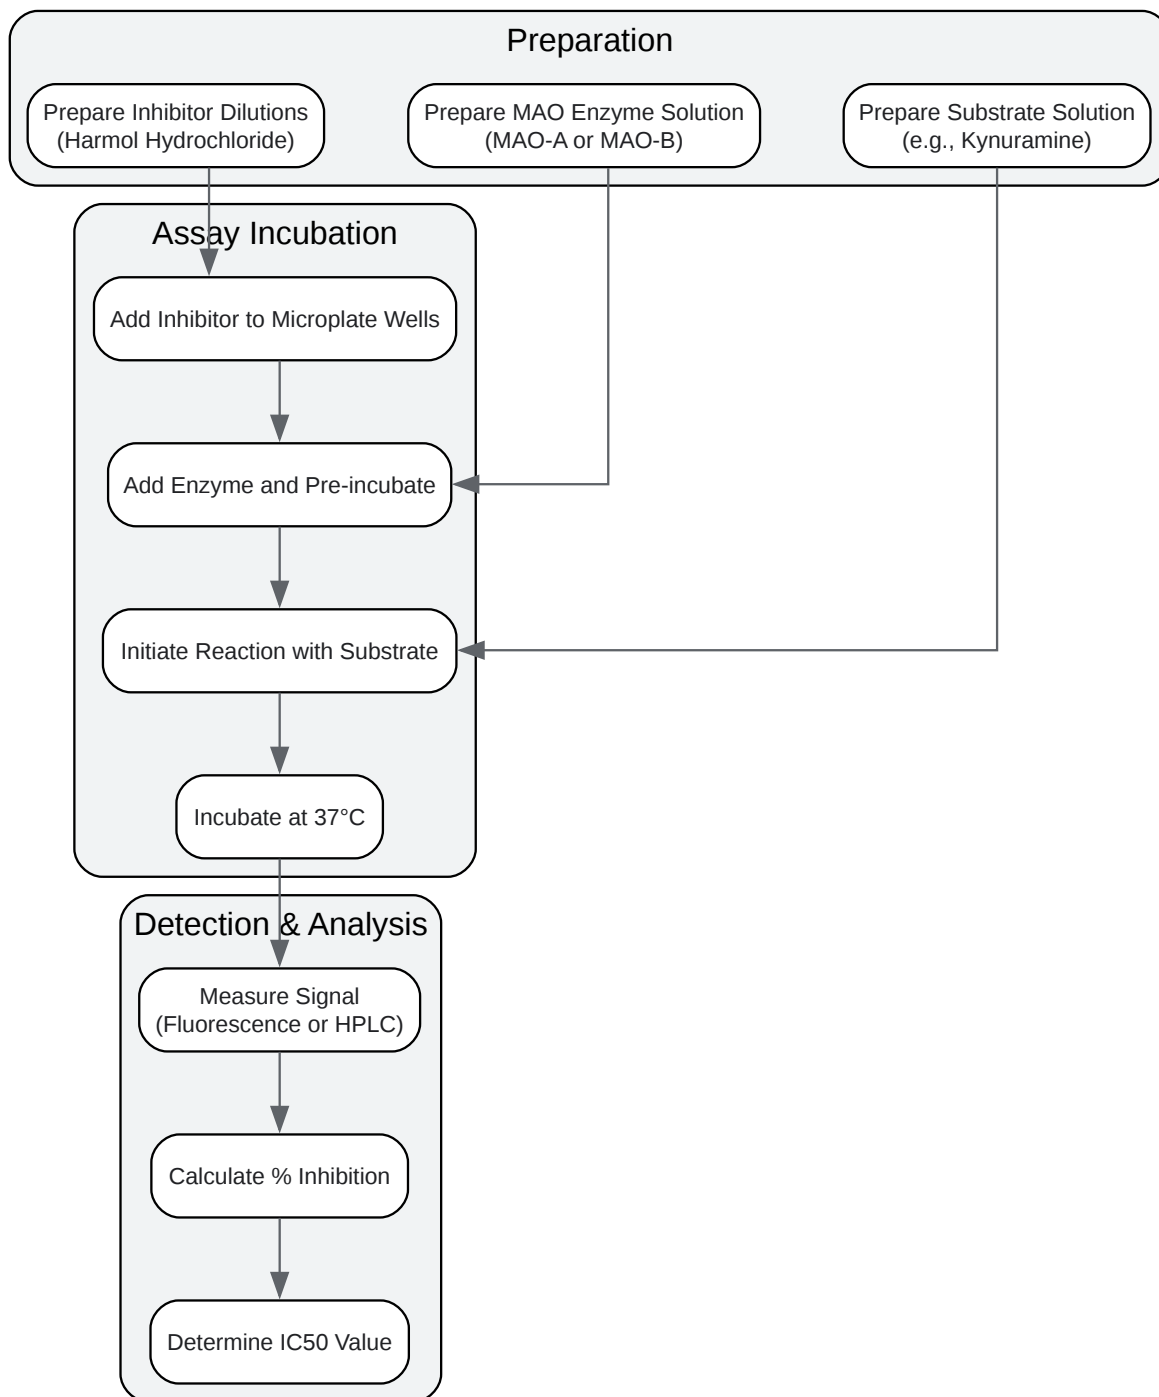 Preparation
Prepare Inhibitor Dilutions
(Harmol Hydrochloride)
Prepare MAO Enzyme Solution
(MAO-A or MAO-B)
Prepare Substrate Solution
(e.g., Kynuramine)
Assay Incubation
Add Inhibitor to Microplate Wells
Add Enzyme and Pre-incubate
Initiate Reaction with Substrate
Incubate at 37°C
Detection & Analysis
Measure Signal
(Fluorescence or HPLC)
Calculate % Inhibition
Determine IC50 Value